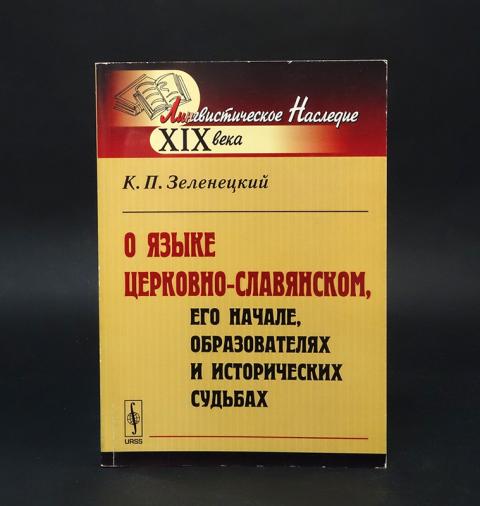 Лингвистическое Наследие
XIX века
К. П. Зеленецкий
О ЯЗЫКЕ
ЦЕРКОВНО-СЛАВЯНСКОМ,
ЕГО НАЧАЛЕ,
ОБРАЗОВАТЕЛЯХ
И ИСТОРИЧЕСКИХ
СУДЬБАХ
URSS